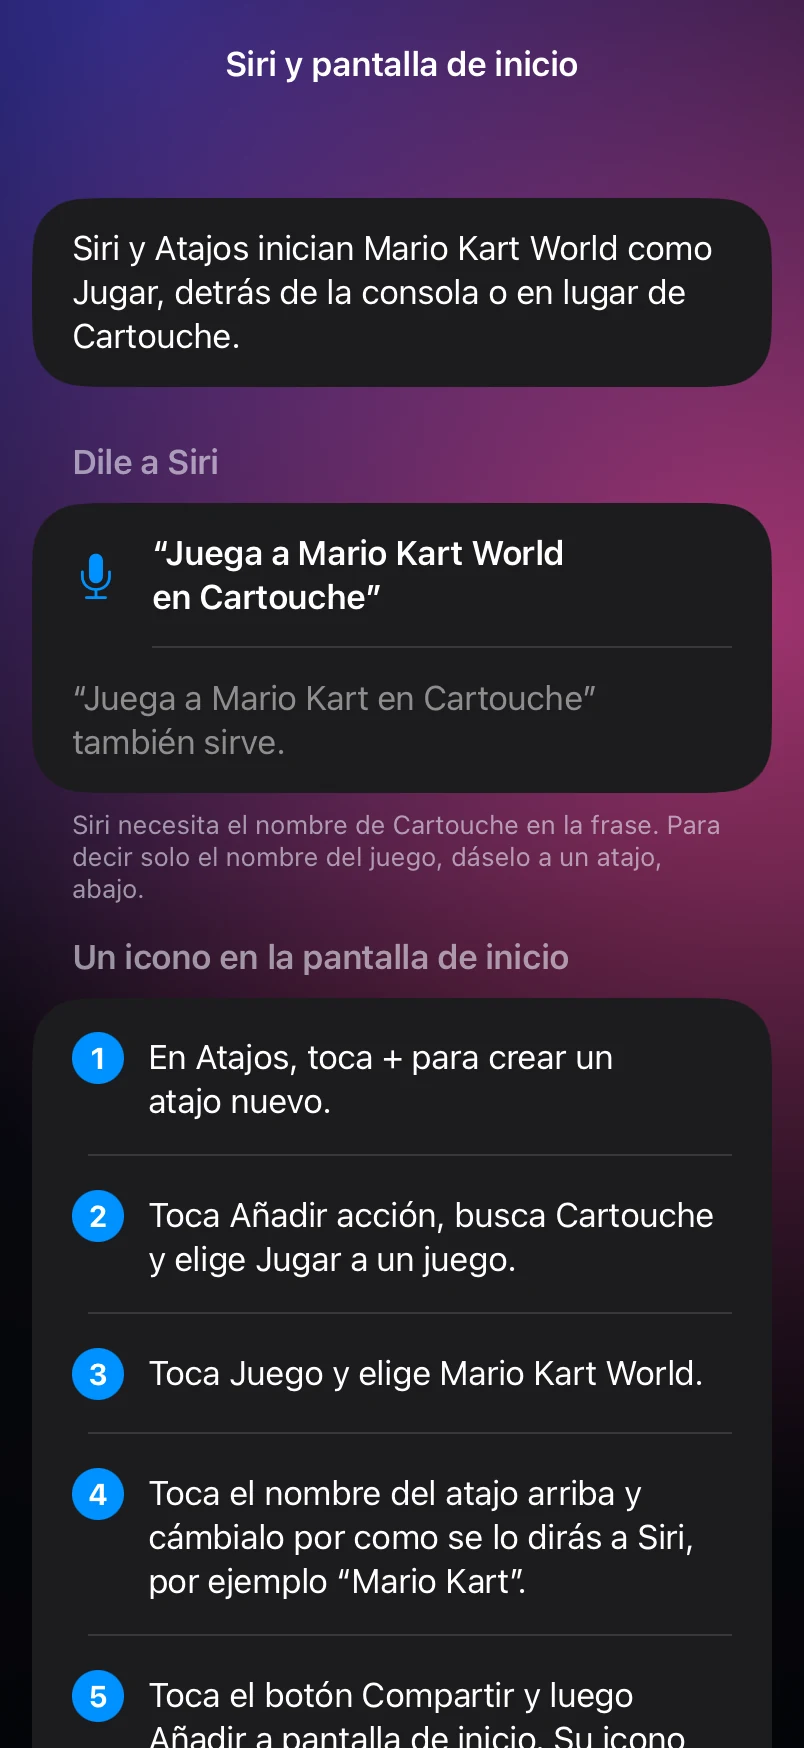 Siri y pantalla de inicio
Siri y Atajos inician Mario Kart World como
Jugar, detrás de la consola o en lugar de
Cartouche.
Dile a Siri
“Juega a Mario Kart World
en Cartouche”
“Juega a Mario Kart en Cartouche”
también sirve.
Siri necesita el nombre de Cartouche en la frase. Para
decir solo el nombre del juego, dáselo a un atajo,
abajo.
Un icono en la pantalla de inicio
1 En Atajos, toca + para crear un
atajo nuevo.
2 Toca Añadir acción, busca Cartouche
y elige Jugar a un juego.
3 Toca Juego y elige Mario Kart World.
4 Toca el nombre del atajo arriba y
cámbialo por como se lo dirás a Siri,
por ejemplo “Mario Kart”.
5 Toca el botón Compartir y luego
Añadir a pantalla de inicio. Su icono